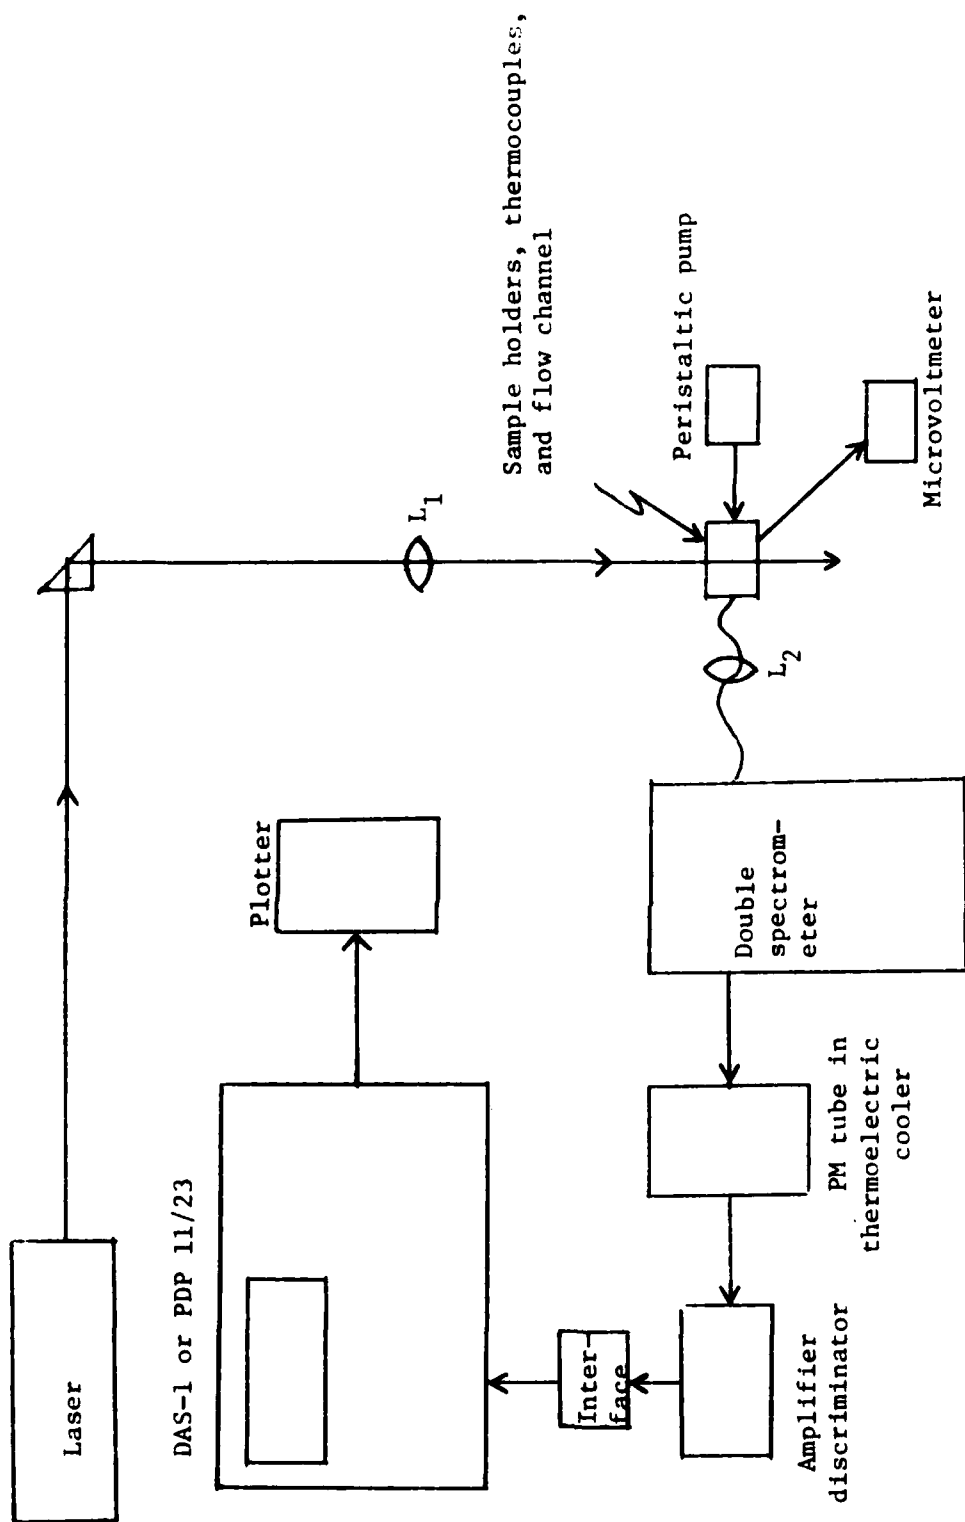 Laser
DAS-1 or PDP 11/23
Plotter
L1
Sample holders, thermocouples,
and flow channel
Inter-
face
Amplifier
discriminator
PM tube in
thermoelectric
cooler
Double
spectrom-
eter
L2
Peristaltic pump
Microvoltmeter